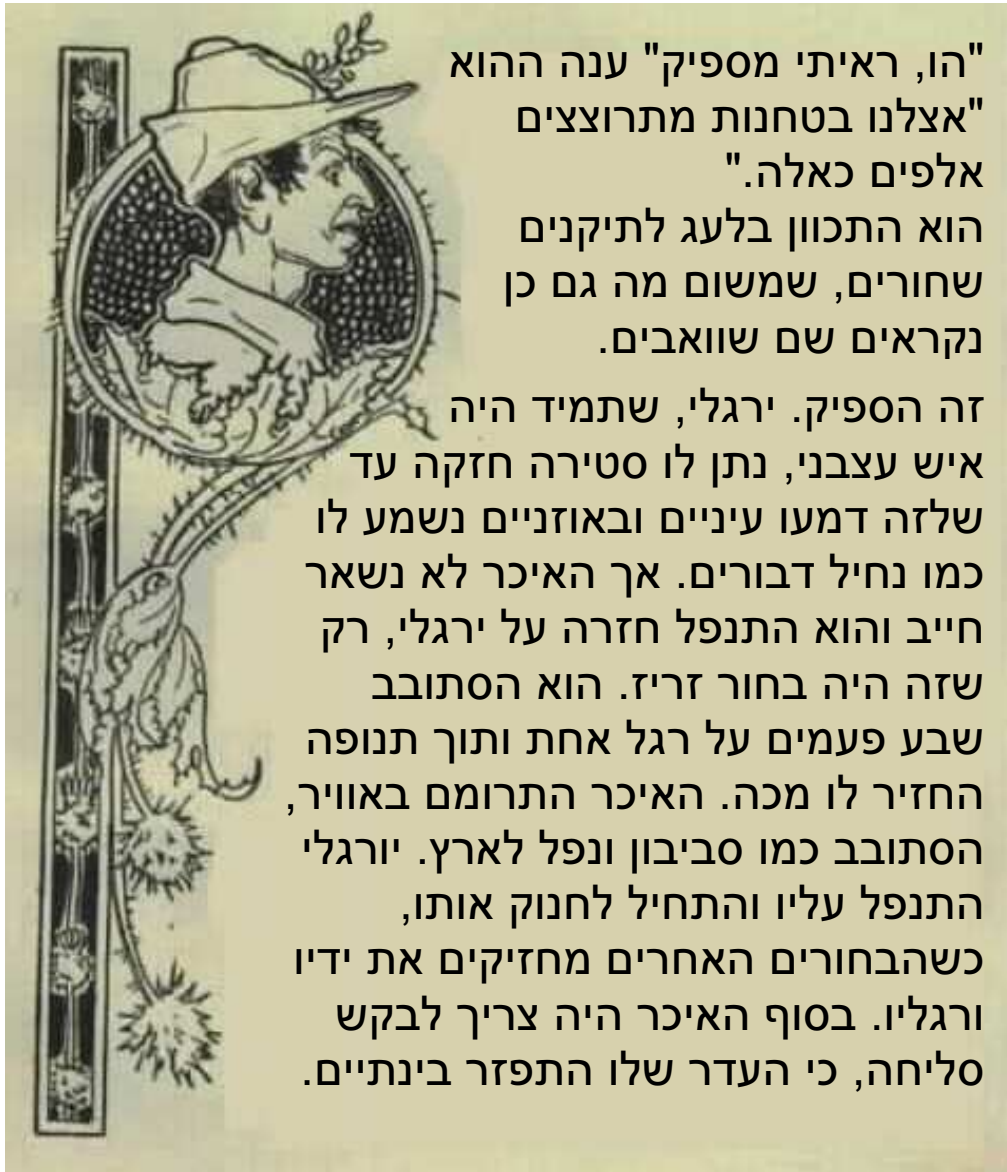 "הו, ראיתי מספיק" ענה ההוא
"אצלנו בטחנות מתרוצצים
אלפים כאלה."
הוא התכוון בלעג לתיקנים
שחורים, שמשום מה גם כן
נקראים שם שוואבים.
זה הספיק. ירגלי, שתמיד היה
איש עצבני, נתן לו סטירה חזקה עד
שלזה דמעו עיניים ובאוזניים נשמע לו
כמו נחיל דבורים. אך האיכר לא נשאר
חייב והוא התנפל חזרה על ירגלי, רק
שזה היה בחור זריז. הוא הסתובב
שבע פעמים על רגל אחת ותוך תנופה
החזיר לו מכה. האיכר התרומם באוויר,
הסתובב כמו סביבון ונפל לארץ. יורגלי
התנפל עליו והתחיל לחנוק אותו,
כשהבחורים האחרים מחזיקים את ידיו
ורגליו. בסוף האיכר היה צריך לבקש
סליחה, כי העדר שלו התפזר בינתיים.